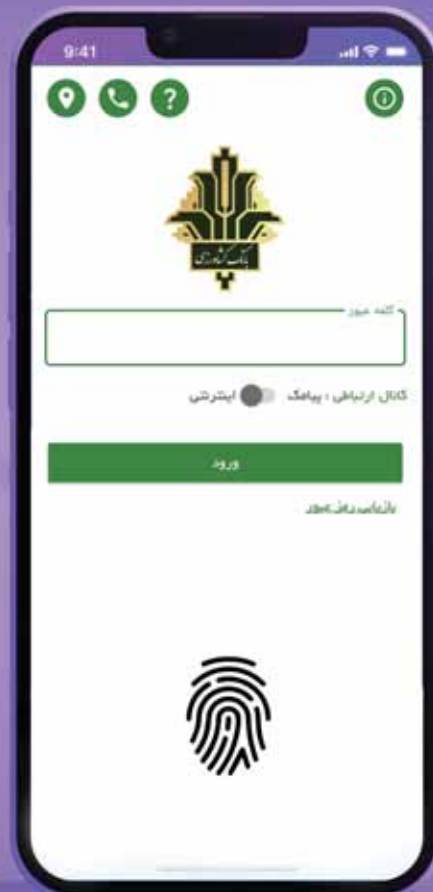 9:41
?
بانک کشاورزی
کلمه عبور
کانال ارتباطی : پیامک اینترنتی
ورود
بازیابی رمز عبور